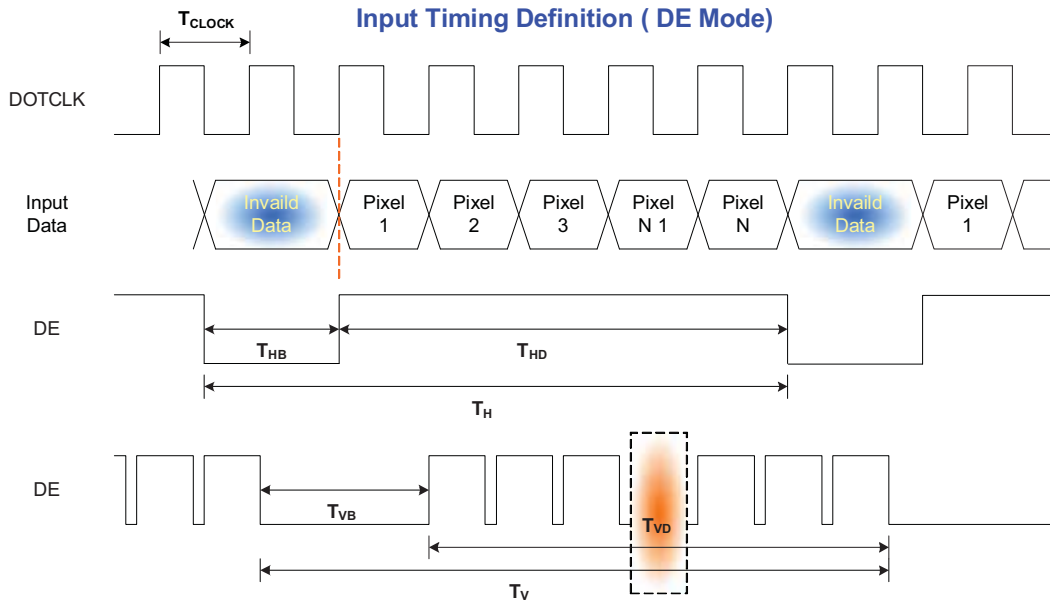 Input Timing Definition ( DE Mode)
TCLOCK
DOTCLK
Input
Data
Invaild
Data
Pixel
1
Pixel
2
Pixel
3
Pixel
N 1
Pixel
N
Invaild
Data
Pixel
1
DE
THB
THD
TH
DE
TVB
TVD
TV